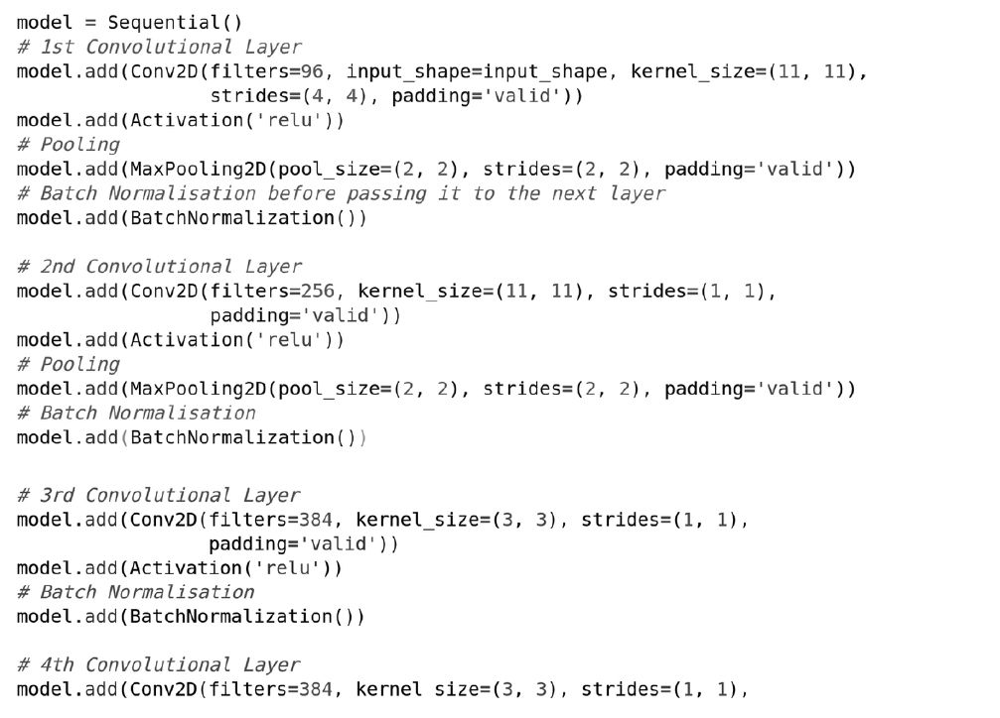 model = Sequential()
# 1st Convolutional Layer
model.add(Conv2D(filters=96, input_shape=input_shape, kernel_size=(11, 11),
                 strides=(4, 4), padding='valid'))
model.add(Activation('relu'))
# Pooling
model.add(MaxPooling2D(pool_size=(2, 2), strides=(2, 2), padding='valid'))
# Batch Normalisation before passing it to the next layer
model.add(BatchNormalization())

# 2nd Convolutional Layer
model.add(Conv2D(filters=256, kernel_size=(11, 11), strides=(1, 1),
                 padding='valid'))
model.add(Activation('relu'))
# Pooling
model.add(MaxPooling2D(pool_size=(2, 2), strides=(2, 2), padding='valid'))
# Batch Normalisation
model.add(BatchNormalization())

# 3rd Convolutional Layer
model.add(Conv2D(filters=384, kernel_size=(3, 3), strides=(1, 1),
                 padding='valid'))
model.add(Activation('relu'))
# Batch Normalisation
model.add(BatchNormalization())

# 4th Convolutional Layer
model.add(Conv2D(filters=384, kernel size=(3, 3), strides=(1, 1),